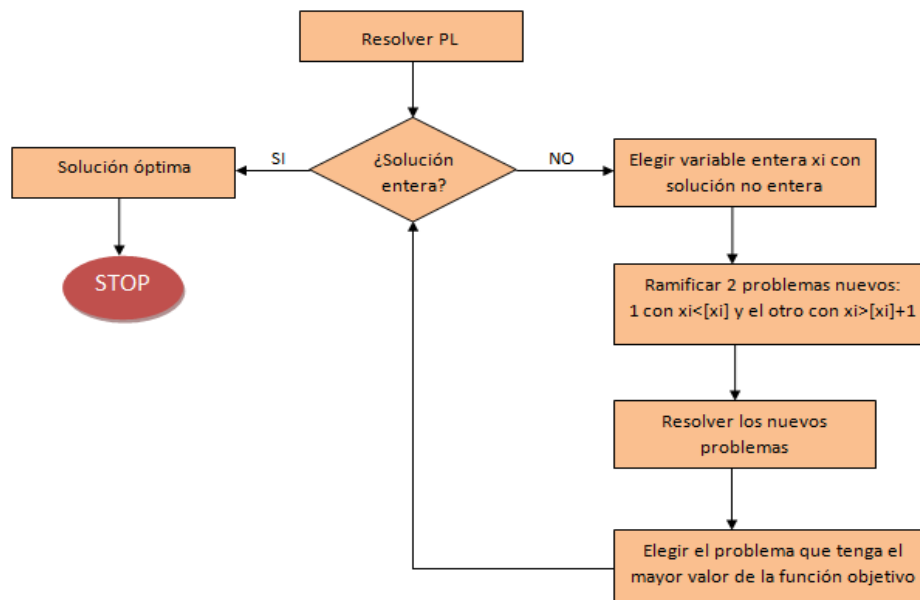 Resolver PL
SI
¿Solución
entera?
NO
Solución óptima
STOP
Elegir variable entera xi con
solución no entera
Ramificar 2 problemas nuevos:
1 con xi<[xi] y el otro con xi>[xi]+1
Resolver los nuevos
problemas
Elegir el problema que tenga el
mayor valor de la función objetivo